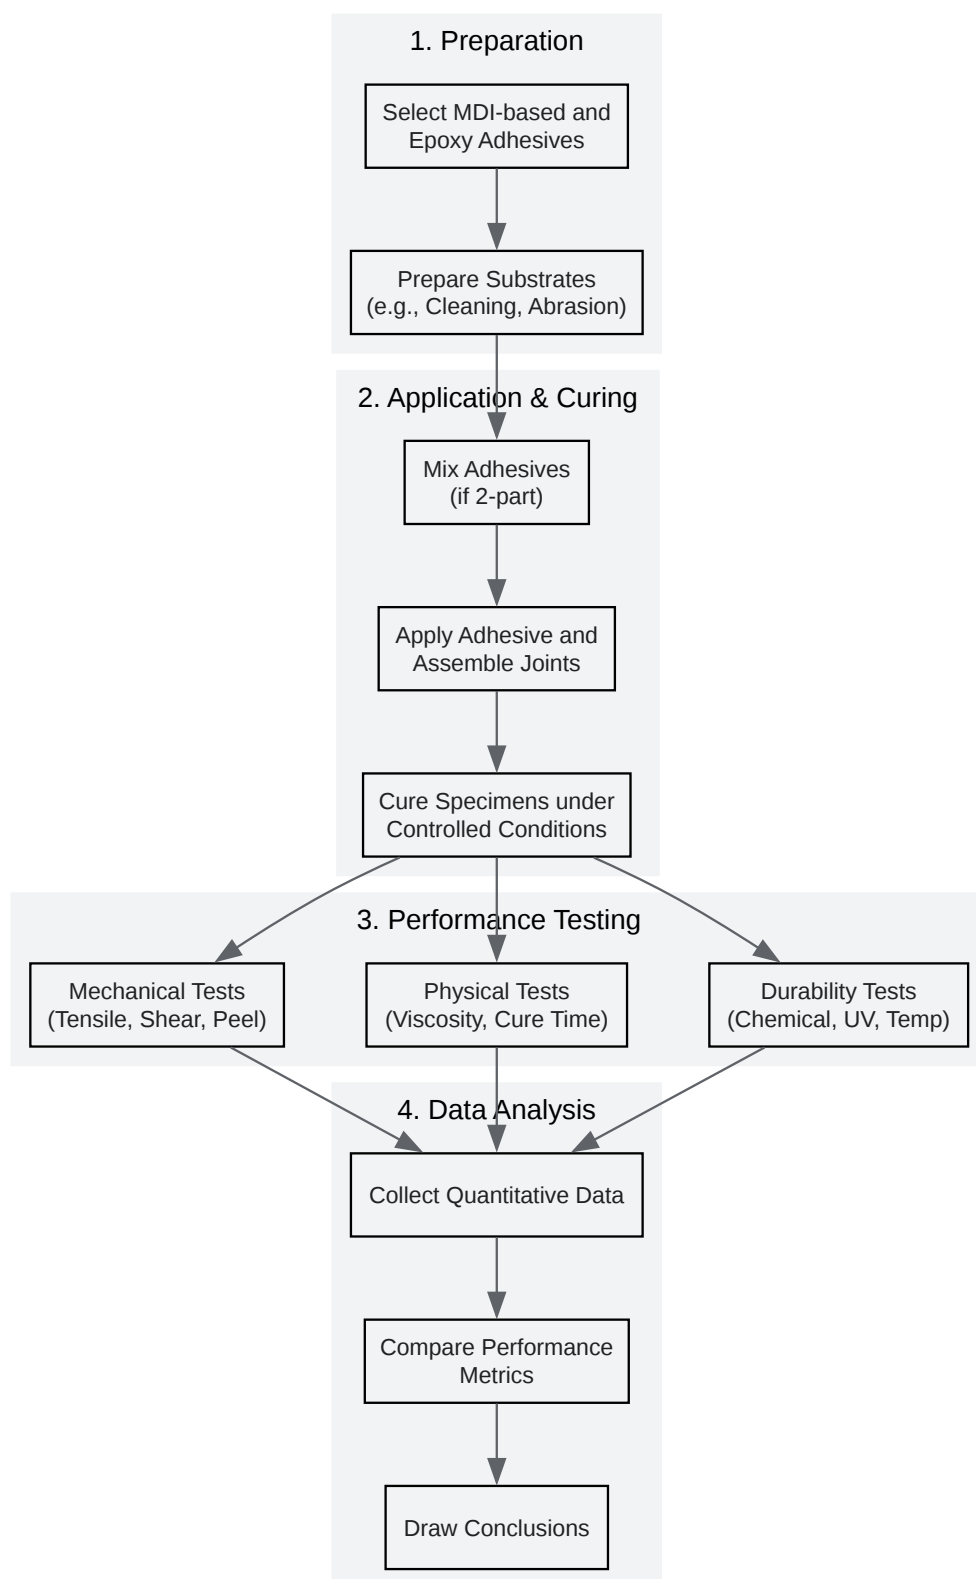 1. Preparation
Select MDI-based and
Epoxy Adhesives
Prepare Substrates
(e.g., Cleaning, Abrasion)
2. Application & Curing
Mix Adhesives
(if 2-part)
Apply Adhesive and
Assemble Joints
Cure Specimens under
Controlled Conditions
3. Performance Testing
Mechanical Tests
(Tensile, Shear, Peel)
Physical Tests
(Viscosity, Cure Time)
Durability Tests
(Chemical, UV, Temp)
4. Data Analysis
Collect Quantitative Data
Compare Performance
Metrics
Draw Conclusions